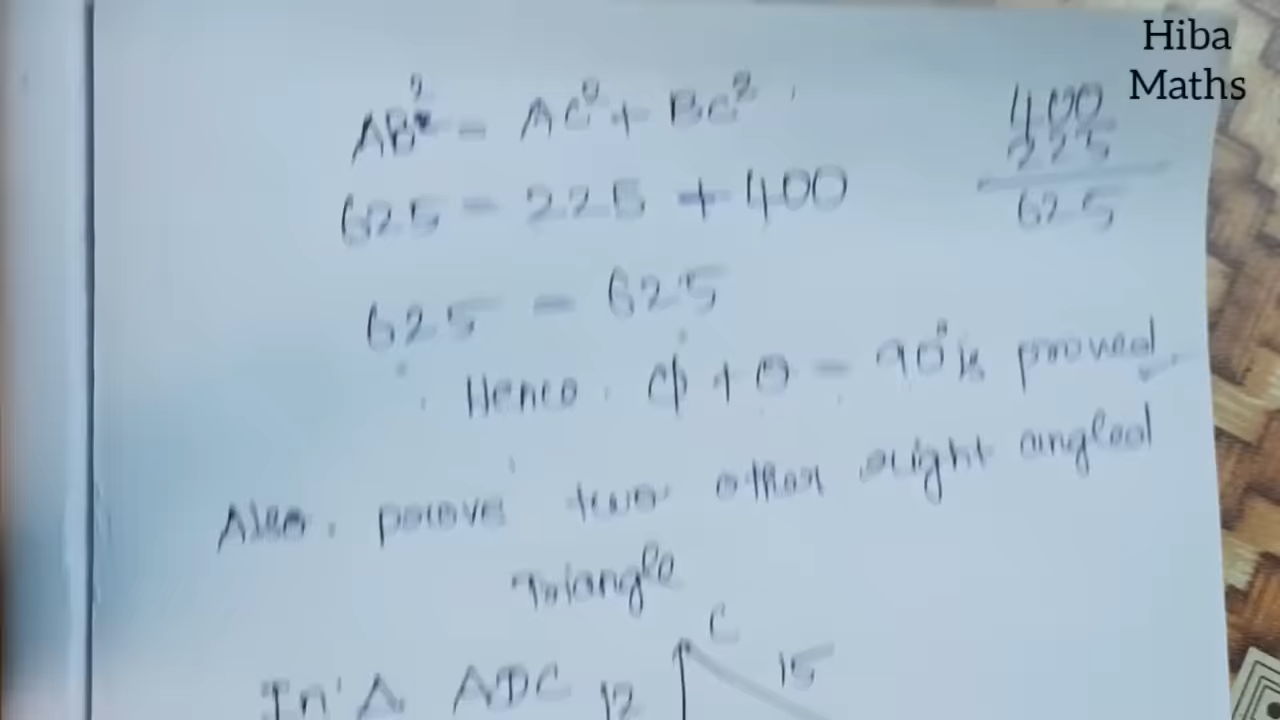 Hiba
Maths
AB² = AC² + BC²
400
225
625
625 = 225 + 400
625 = 625
Hence. ϕ + θ = 90° is proved.
Also. prove two other right angled
Triangle
C
In Δ ADC 12 15